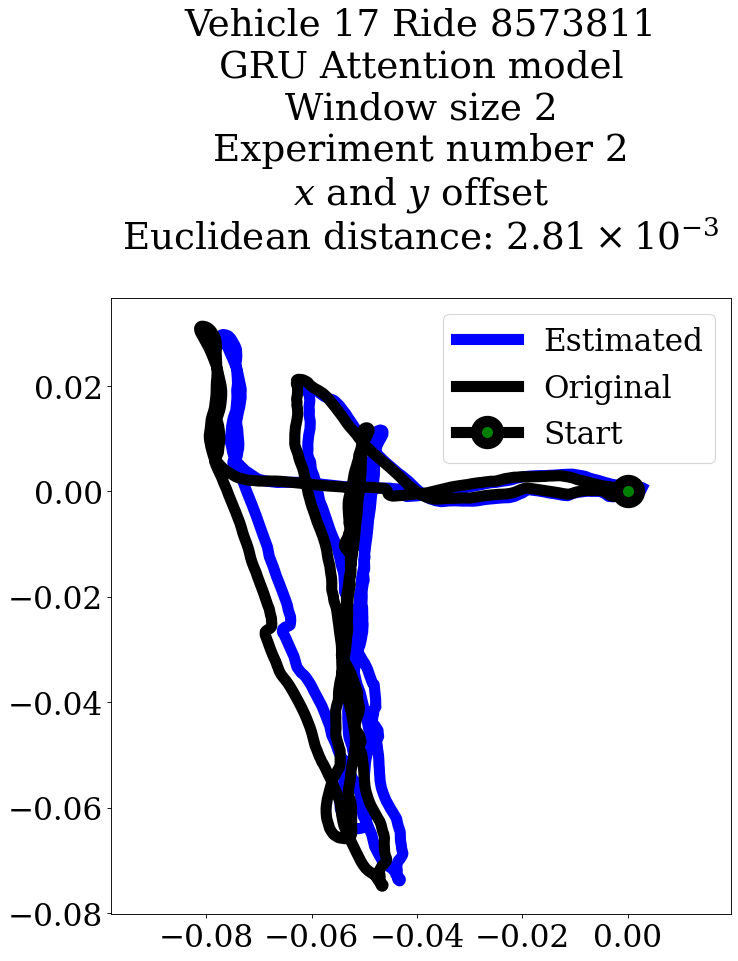 Vehicle 17 Ride 8573811
GRU Attention model
Window size 2
Experiment number 2
x and y offset
Euclidean distance: 2.81 × 10⁻³
Estimated
Original
Start
0.02
0.00
−0.02
−0.04
−0.06
−0.08
−0.08 −0.06 −0.04 −0.02 0.00